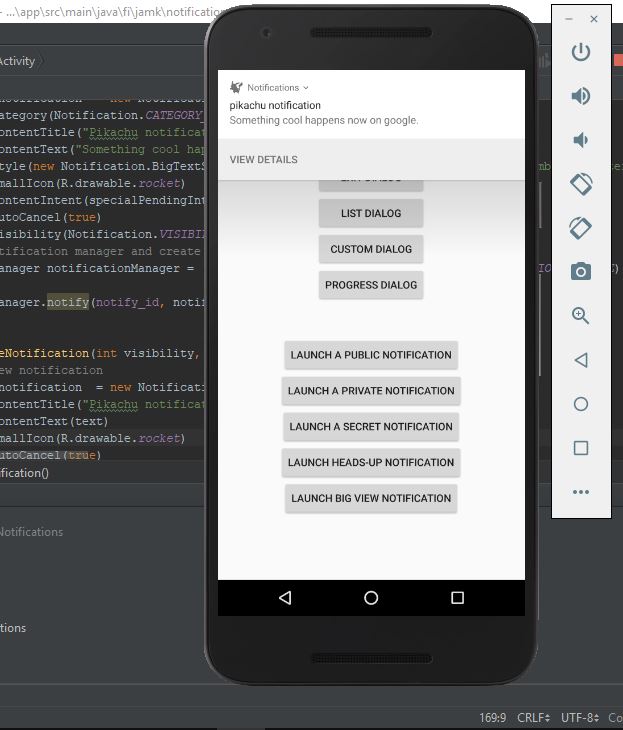 ...\app\src\main\java\fi\jamk\notification
Activity
ategory(Notification.CATEGORY_
ontentTitle("Pikachu notificat
ontentText("Something cool hap
tyle(new Notification.BigTextS
mallIcon(R.drawable.rocket)
ontentIntent(specialPendingInt
utoCancel(true)
isibility(Notification.VISIBIL
tification manager and create
anager notificationManager =
anager.notify(notify_id, notif
eNotification(int visibility,
ew notification
notification = new Notificati
ontentTitle("Pikachu notificat
ontentText(text)
mallIcon(R.drawable.rocket)
utoCancel(true)
fication()
Notifications
tions
Notifications
pikachu notification
Something cool happens now on google.
VIEW DETAILS
LIST DIALOG
CUSTOM DIALOG
PROGRESS DIALOG
LAUNCH A PUBLIC NOTIFICATION
LAUNCH A PRIVATE NOTIFICATION
LAUNCH A SECRET NOTIFICATION
LAUNCH HEADS-UP NOTIFICATION
LAUNCH BIG VIEW NOTIFICATION
169:9 CRLF UTF-8 Co